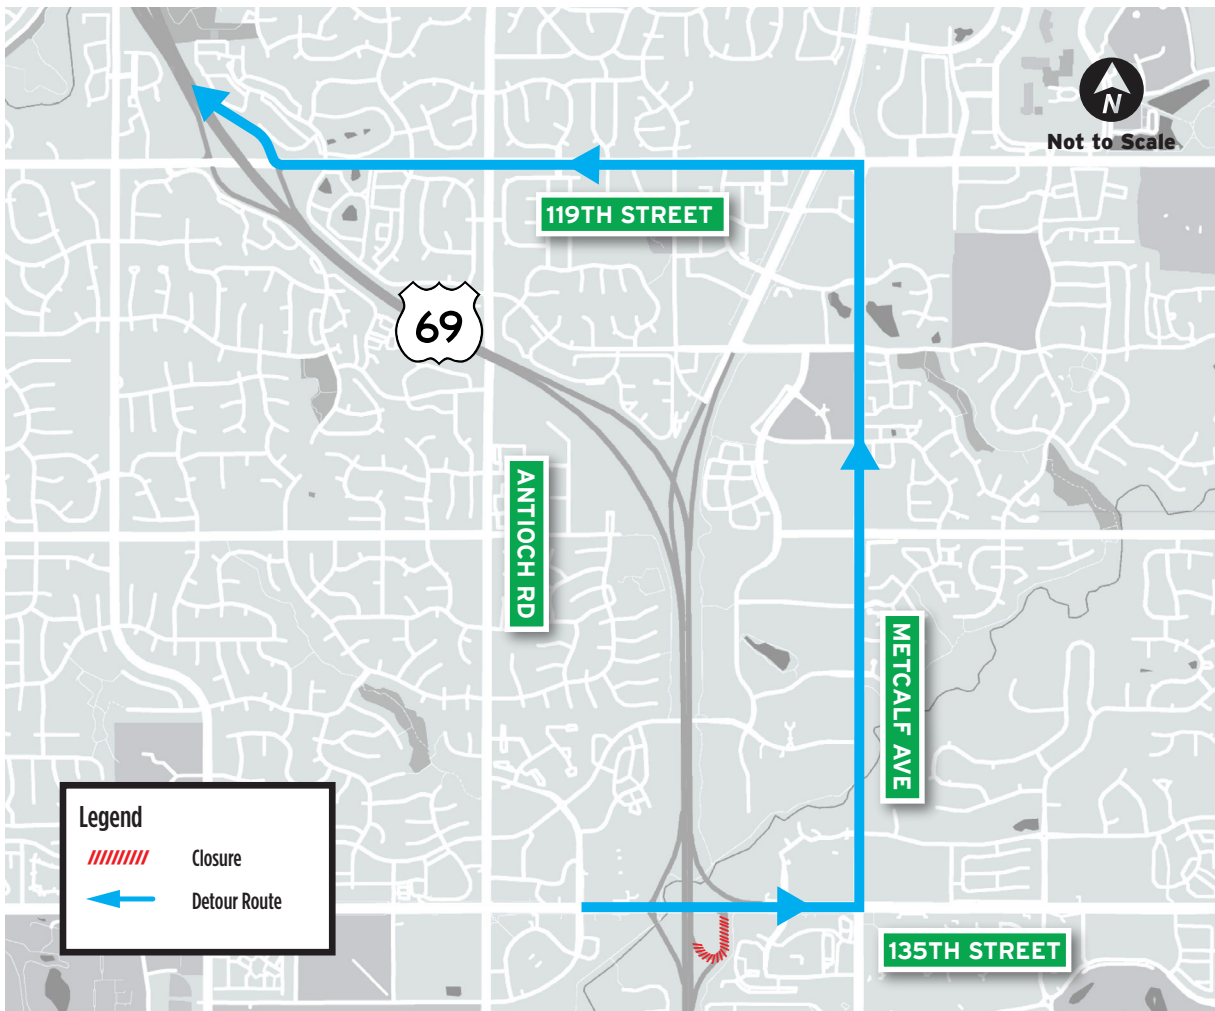 N
Not to Scale
119TH STREET
69
ANTIOCH RD
METCALF AVE
Legend
Closure
Detour Route
135TH STREET